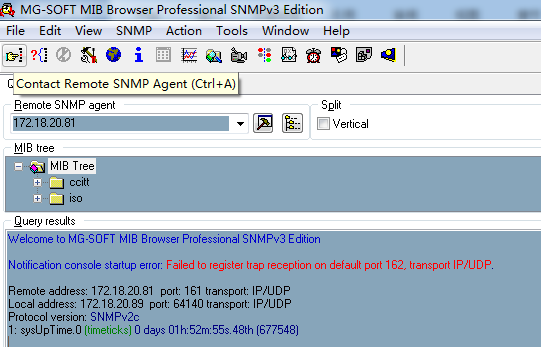 MG-SOFT MIB Browser Professional SNMPv3 Edition
File Edit View SNMP Action Tools Window Help
Contact Remote SNMP Agent (Ctrl+A)
Remote SNMP agent
Split
172.18.20.81
Vertical
MIB tree
MIB Tree
ccitt
iso
Query results
Welcome to MG-SOFT MIB Browser Professional SNMPv3 Edition
Notification console startup error: Failed to register trap reception on default port 162, transport IP/UDP.
Remote address: 172.18.20.81 port: 161 transport: IP/UDP
Local address: 172.18.20.89 port: 64140 transport: IP/UDP
Protocol version: SNMPv2c
1: sysUpTime.0 (timeticks) 0 days 01h:52m:55s.48th (677548)